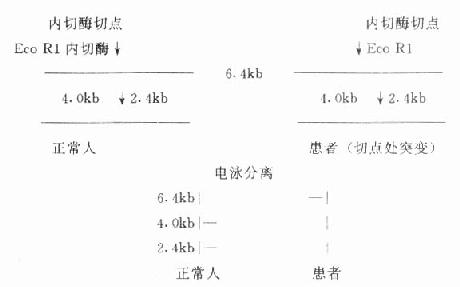 内切酶切点 内切酶切点
Eco R1 内切酶 ↓ ↓ Eco R1
6.4kb
4.0kb ↓ 2.4kb 4.0kb ↓ 2.4kb
正常人 患者（切点处突变）
电泳分离
6.4kb
4.0kb
2.4kb
正常人 患者